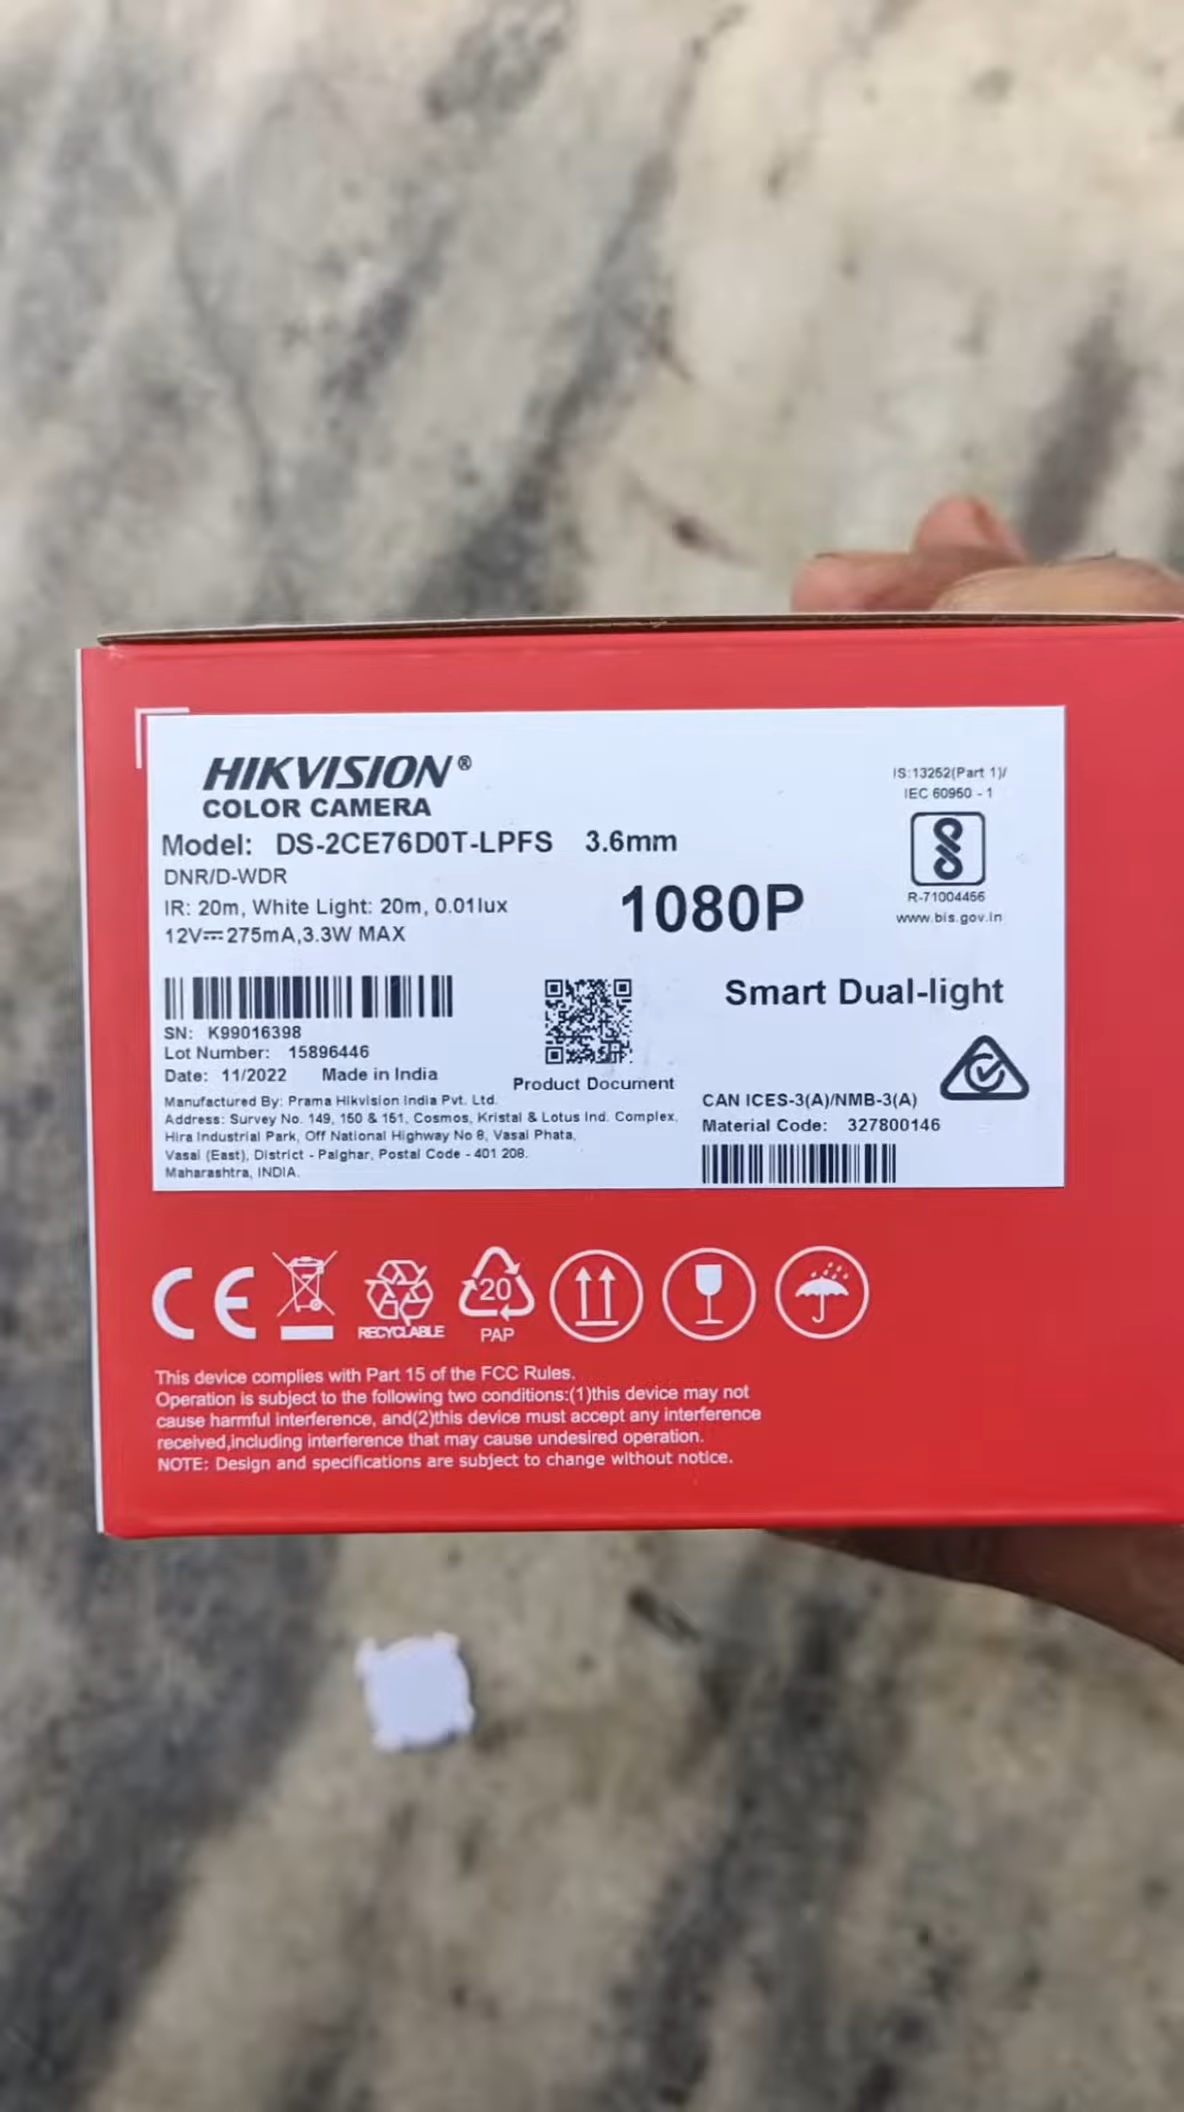 HIKVISION®
COLOR CAMERA
Model: DS-2CE76D0T-LPFS 3.6mm
DNR/D-WDR
IR: 20m, White Light: 20m, 0.01lux
12V⎓275mA,3.3W MAX
1080P
IS:13252(Part 1)/
IEC 60950 - 1
R-71004456
www.bis.gov.in
Smart Dual-light
SN: K99016398
Lot Number: 15896446
Date: 11/2022 Made in India
Product Document
Manufactured By: Prama Hikvision India Pvt. Ltd.
Address: Survey No. 149, 150 & 151, Cosmos, Kristal & Lotus Ind. Complex,
Hira Industrial Park, Off National Highway No 8, Vasai Phata,
Vasai (East), District - Palghar, Postal Code - 401 208.
Maharashtra, INDIA.
CAN ICES-3(A)/NMB-3(A)
Material Code: 327800146
CE
RECYCLABLE
20
PAP
This device complies with Part 15 of the FCC Rules.
Operation is subject to the following two conditions:(1)this device may not
cause harmful interference, and(2)this device must accept any interference
received,including interference that may cause undesired operation.
NOTE: Design and specifications are subject to change without notice.